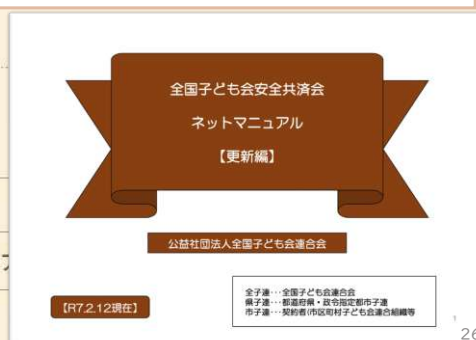 全国子ども会安全共済会
ネットマニュアル
【更新編】
公益社団法人全国子ども会連合会
【R7.2.12現在】
全子連・・・全国子ども会連合会
県子連・・・都道府県・政令指定都市子連
市子連・・・契約者(市区町村子ども会連合組織等
1
26